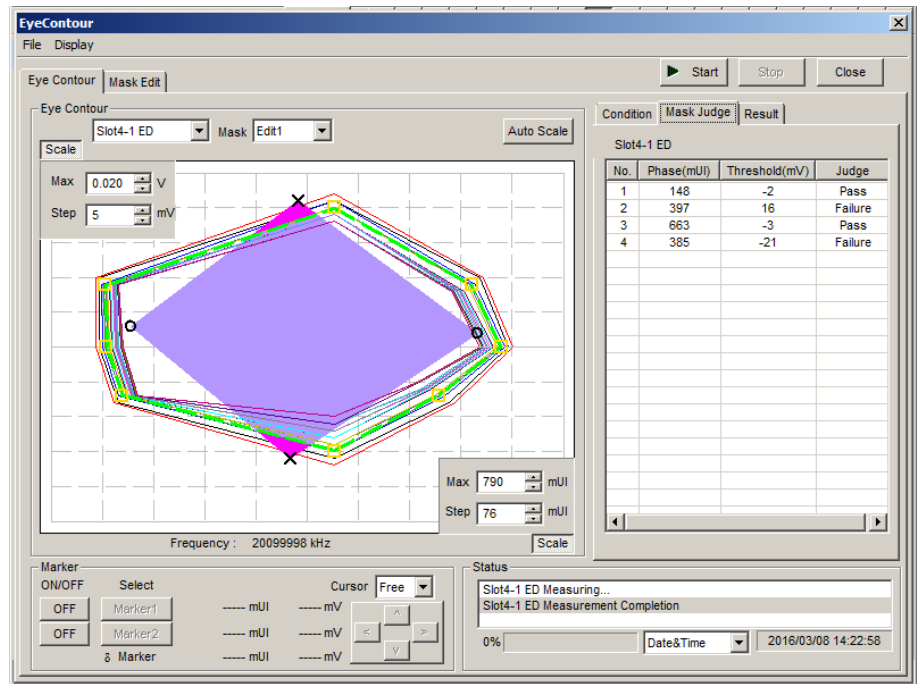 EyeContour
File Display
Eye Contour Mask Edit
Start Stop Close
Eye Contour
Slot4-1 ED Mask Edit1 Auto Scale
Scale
Max 0.020 V
Step 5 mV
Max 790 mUI
Step 76 mUI
Frequency : 20099998 kHz Scale
Condition Mask Judge Result
Slot4-1 ED
No. Phase(mUI) Threshold(mV) Judge
1 148 -2 Pass
2 397 16 Failure
3 663 -3 Pass
4 385 -21 Failure
Marker
ON/OFF Select Cursor Free
OFF Marker1 ----- mUI ----- mV
OFF Marker2 ----- mUI ----- mV
δ Marker ----- mUI ----- mV
Status
Slot4-1 ED Measuring...
Slot4-1 ED Measurement Completion
0% Date&Time 2016/03/08 14:22:58